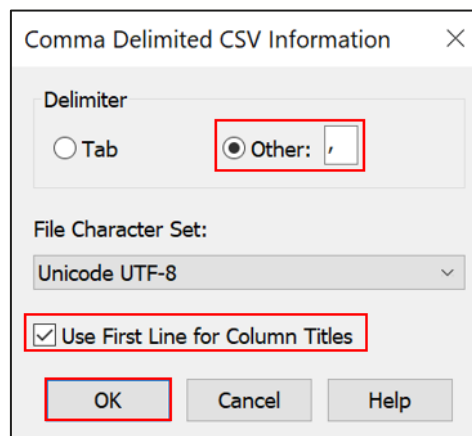 Comma Delimited CSV Information
Delimiter
Tab Other: ,
File Character Set:
Unicode UTF-8
Use First Line for Column Titles
OK Cancel Help